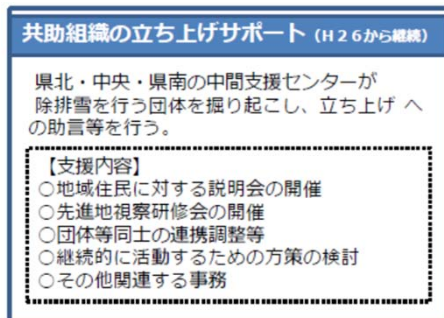 共助組織の立ち上げサポート（Ｈ２６から継続）
県北・中央・県南の中間支援センターが
除排雪を行う団体を掘り起こし、立ち上げ へ
の助言等を行う。
【支援内容】
○地域住民に対する説明会の開催
○先進地視察研修会の開催
○団体等同士の連携調整等
○継続的に活動するための方策の検討
○その他関連する事務